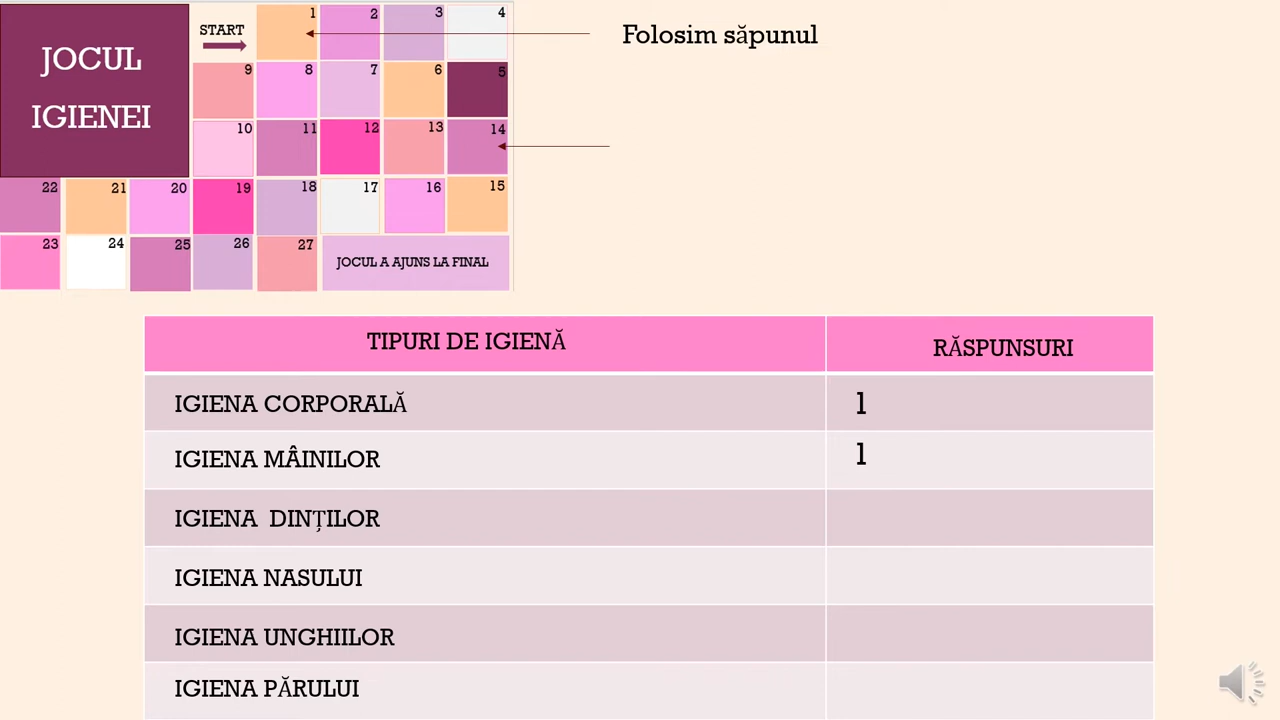 JOCUL
IGIENEI
START
1 2 3 4
9 8 7 6 5
10 11 12 13 14
22 21 20 19 18 17 16 15
23 24 25 26 27
JOCUL A AJUNS LA FINAL
Folosim săpunul
TIPURI DE IGIENĂ RĂSPUNSURI
IGIENA CORPORALĂ 1
IGIENA MÂINILOR 1
IGIENA DINȚILOR
IGIENA NASULUI
IGIENA UNGHIILOR
IGIENA PĂRULUI